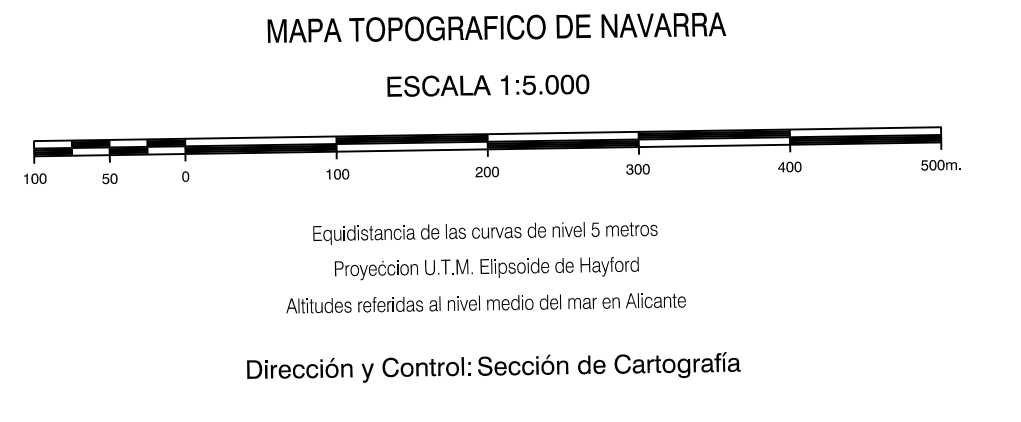 MAPA TOPOGRAFICO DE NAVARRA
ESCALA 1:5.000
100 50 0 100 200 300 400 500m.
Equidistancia de las curvas de nivel 5 metros
Proyeccion U.T.M. Elipsoide de Hayford
Altitudes referidas al nivel medio del mar en Alicante
Dirección y Control: Sección de Cartografía